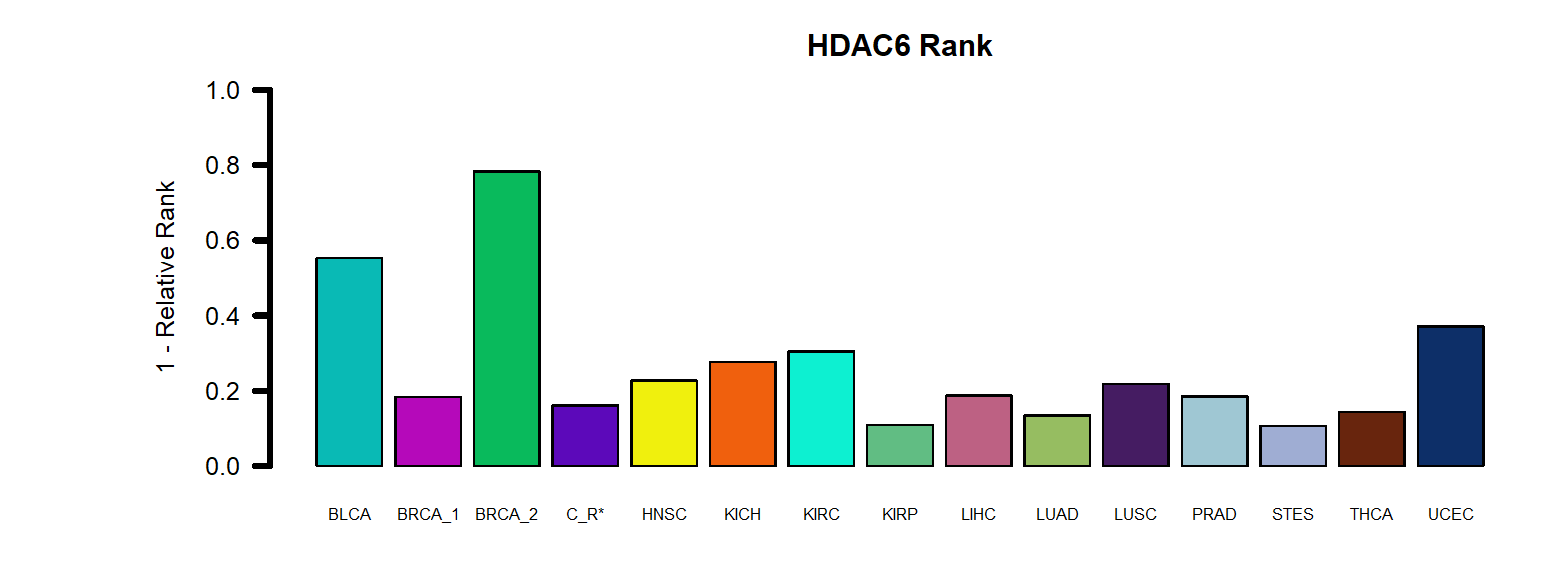 HDAC6 Rank
1 - Relative Rank
1.0
0.8
0.6
0.4
0.2
0.0
BLCA BRCA_1 BRCA_2 C_R* HNSC KICH KIRC KIRP LIHC LUAD LUSC PRAD STES THCA UCEC